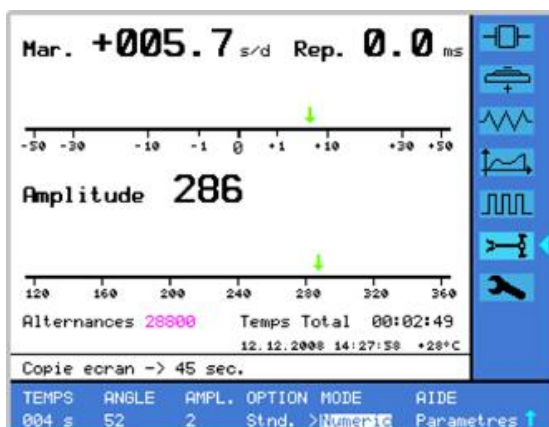 Mar. +005.7 s/d Rep. 0.0 ms
-50 -30 -10 -1 0 +1 +10 +30 +50
Amplitude 286
120 160 200 240 280 320 360
Alternances 28800 Temps Total 00:02:49
12.12.2008 14:27:58 +28°C
Copie ecran -> 45 sec.
TEMPS ANGLE AMPL. OPTION MODE AIDE
004 s 52 2 Stnd. >Numeric Parametres